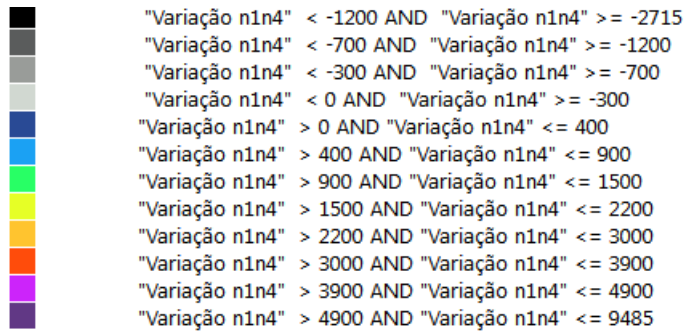 "Variação n1n4" < -1200 AND "Variação n1n4" >= -2715
"Variação n1n4" < -700 AND "Variação n1n4" >= -1200
"Variação n1n4" < -300 AND "Variação n1n4" >= -700
"Variação n1n4" < 0 AND "Variação n1n4" >= -300
"Variação n1n4" > 0 AND "Variação n1n4" <= 400
"Variação n1n4" > 400 AND "Variação n1n4" <= 900
"Variação n1n4" > 900 AND "Variação n1n4" <= 1500
"Variação n1n4" > 1500 AND "Variação n1n4" <= 2200
"Variação n1n4" > 2200 AND "Variação n1n4" <= 3000
"Variação n1n4" > 3000 AND "Variação n1n4" <= 3900
"Variação n1n4" > 3900 AND "Variação n1n4" <= 4900
"Variação n1n4" > 4900 AND "Variação n1n4" <= 9485